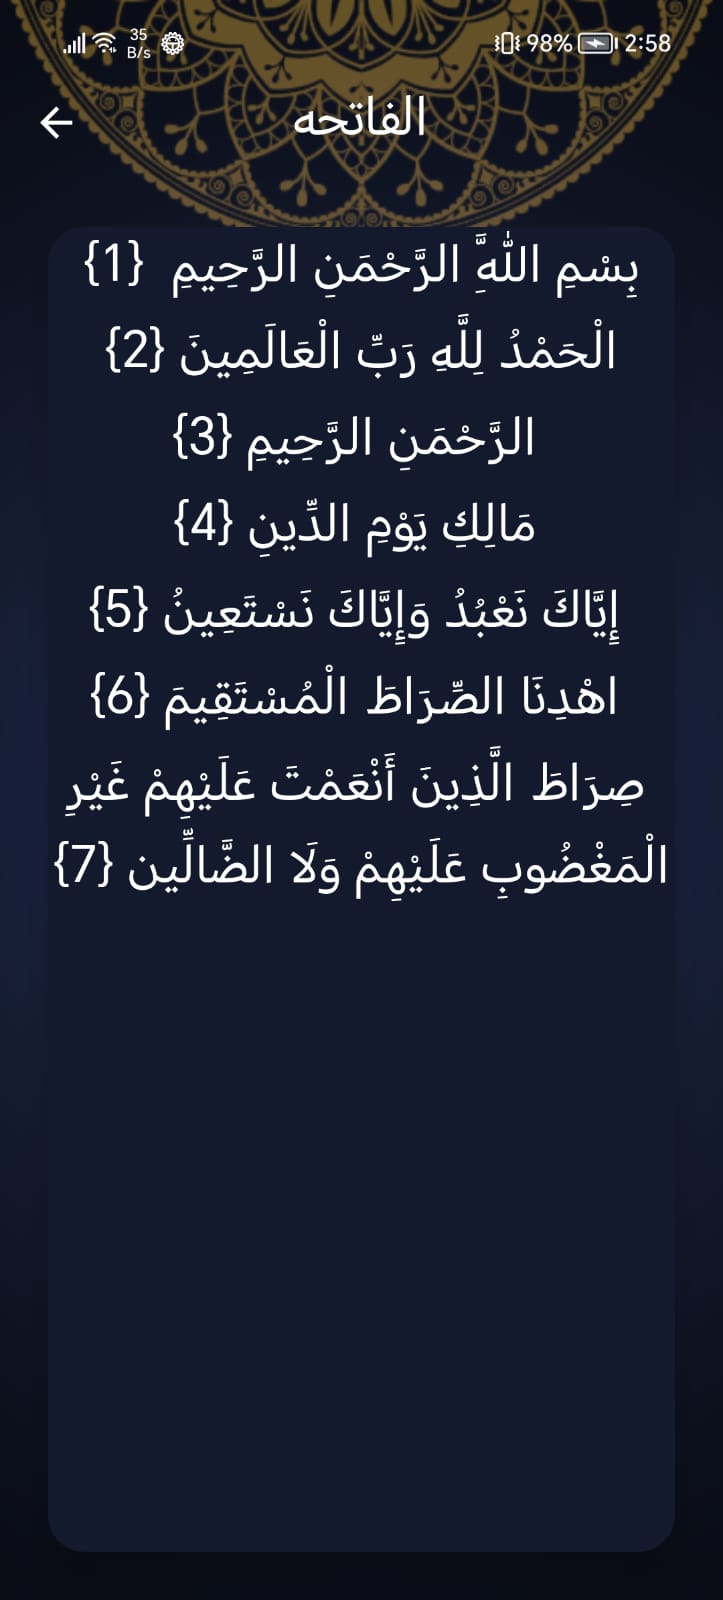 35 B/s 98% 2:58
الفاتحه
بِسْمِ اللَّهِ الرَّحْمَنِ الرَّحِيمِ {1}
الْحَمْدُ لِلَّهِ رَبِّ الْعَالَمِينَ {2}
الرَّحْمَنِ الرَّحِيمِ {3}
مَالِكِ يَوْمِ الدِّينِ {4}
إِيَّاكَ نَعْبُدُ وَإِيَّاكَ نَسْتَعِينُ {5}
اهْدِنَا الصِّرَاطَ الْمُسْتَقِيمَ {6}
صِرَاطَ الَّذِينَ أَنْعَمْتَ عَلَيْهِمْ غَيْرِ
الْمَغْضُوبِ عَلَيْهِمْ وَلَا الضَّالِّين {7}